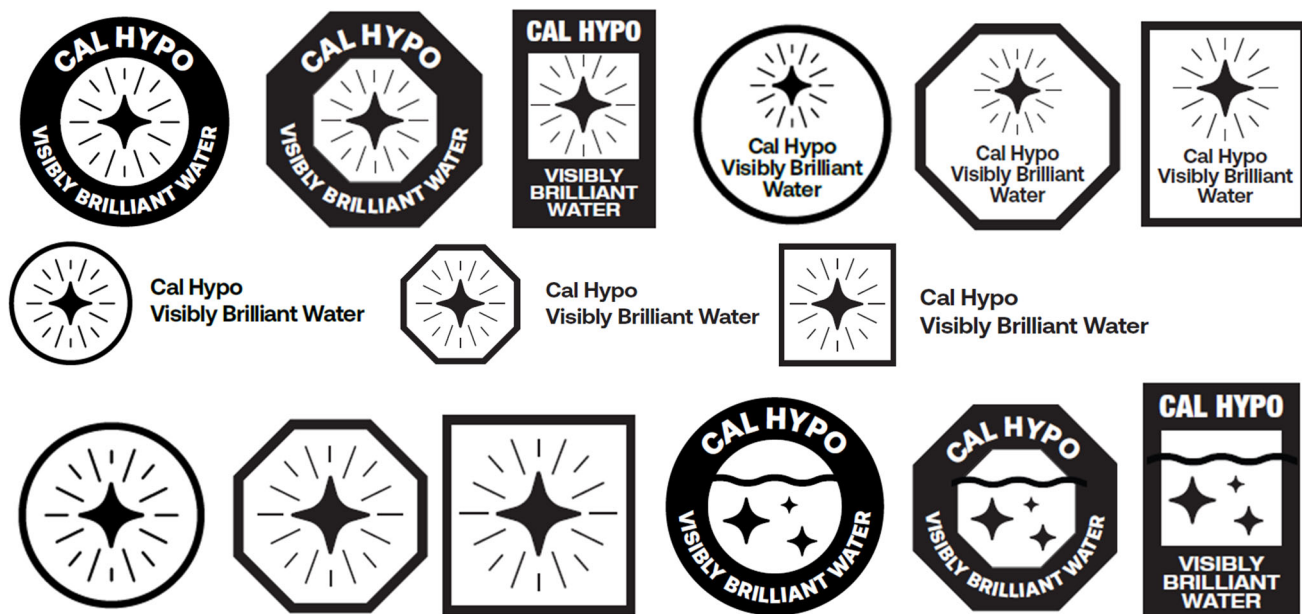 CAL HYPO
VISIBLY BRILLIANT WATER
CAL HYPO
VISIBLY BRILLIANT WATER
CAL HYPO
VISIBLY
BRILLIANT
WATER
Cal Hypo
Visibly Brilliant
Water
Cal Hypo
Visibly Brilliant
Water
Cal Hypo
Visibly Brilliant
Water
Cal Hypo
Visibly Brilliant Water
Cal Hypo
Visibly Brilliant Water
Cal Hypo
Visibly Brilliant Water
CAL HYPO
VISIBLY BRILLIANT WATER
CAL HYPO
VISIBLY BRILLIANT WATER
CAL HYPO
VISIBLY
BRILLIANT
WATER